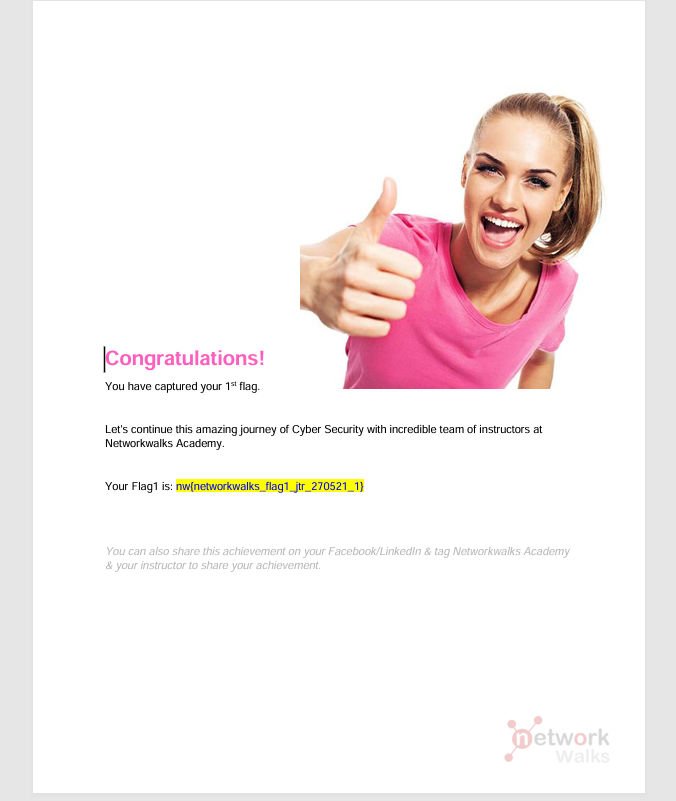 Congratulations!
You have captured your 1st flag.
Let's continue this amazing journey of Cyber Security with incredible team of instructors at
Networkwalks Academy.
Your Flag1 is: nw{networkwalks_flag1_jtr_270521_1}
You can also share this achievement on your Facebook/LinkedIn & tag Networkwalks Academy
& your instructor to share your achievement.
network
Walks